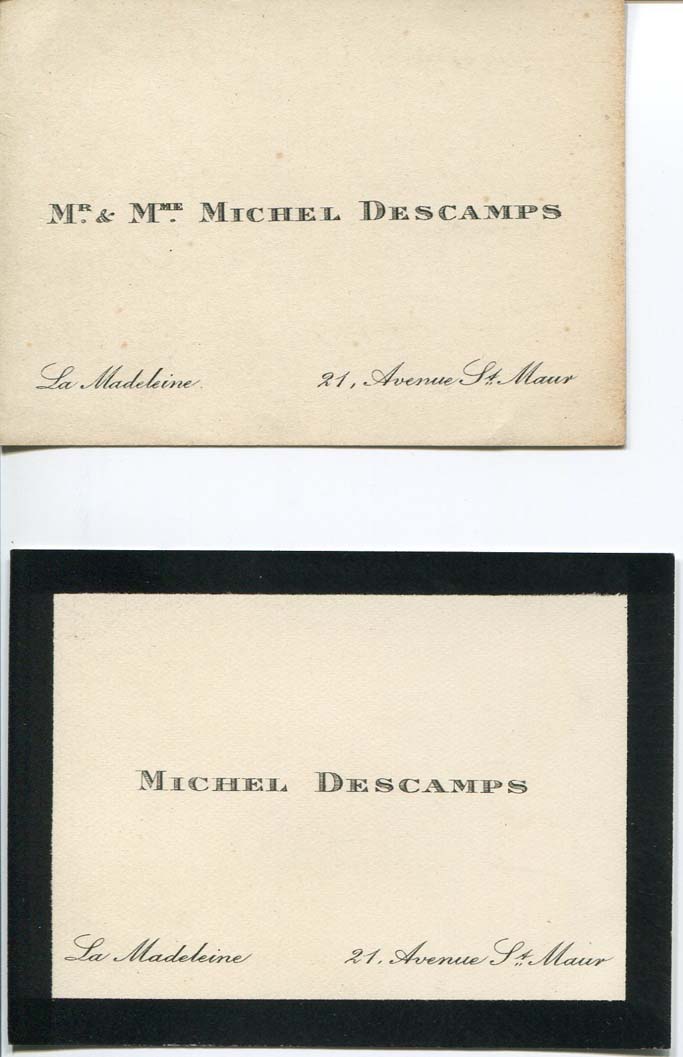 Mr. & Mme. Michel Descamps
La Madeleine. 21, Avenue St. Maur
Michel Descamps
La Madeleine 21, Avenue St. Maur